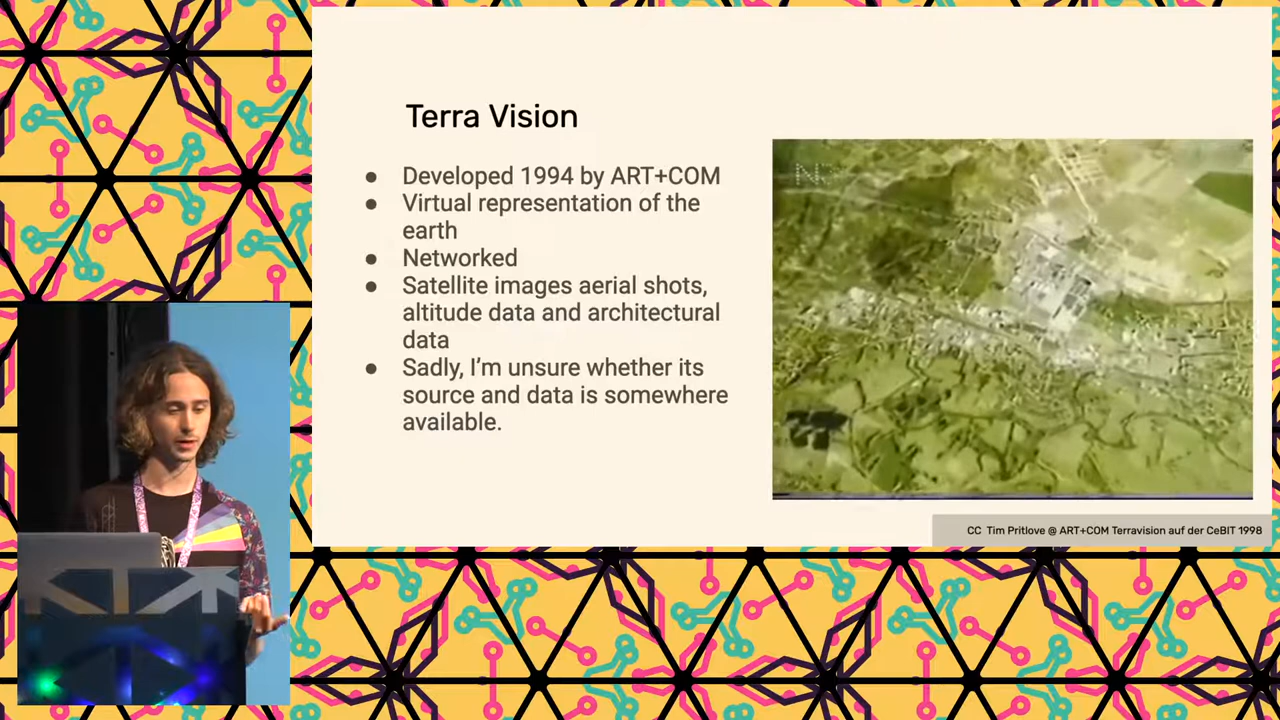 Terra Vision
● Developed 1994 by ART+COM
● Virtual representation of the
earth
● Networked
● Satellite images aerial shots,
altitude data and architectural
data
● Sadly, I'm unsure whether its
source and data is somewhere
available.
CC Tim Pritlove @ ART+COM Terravision auf der CeBIT 1998